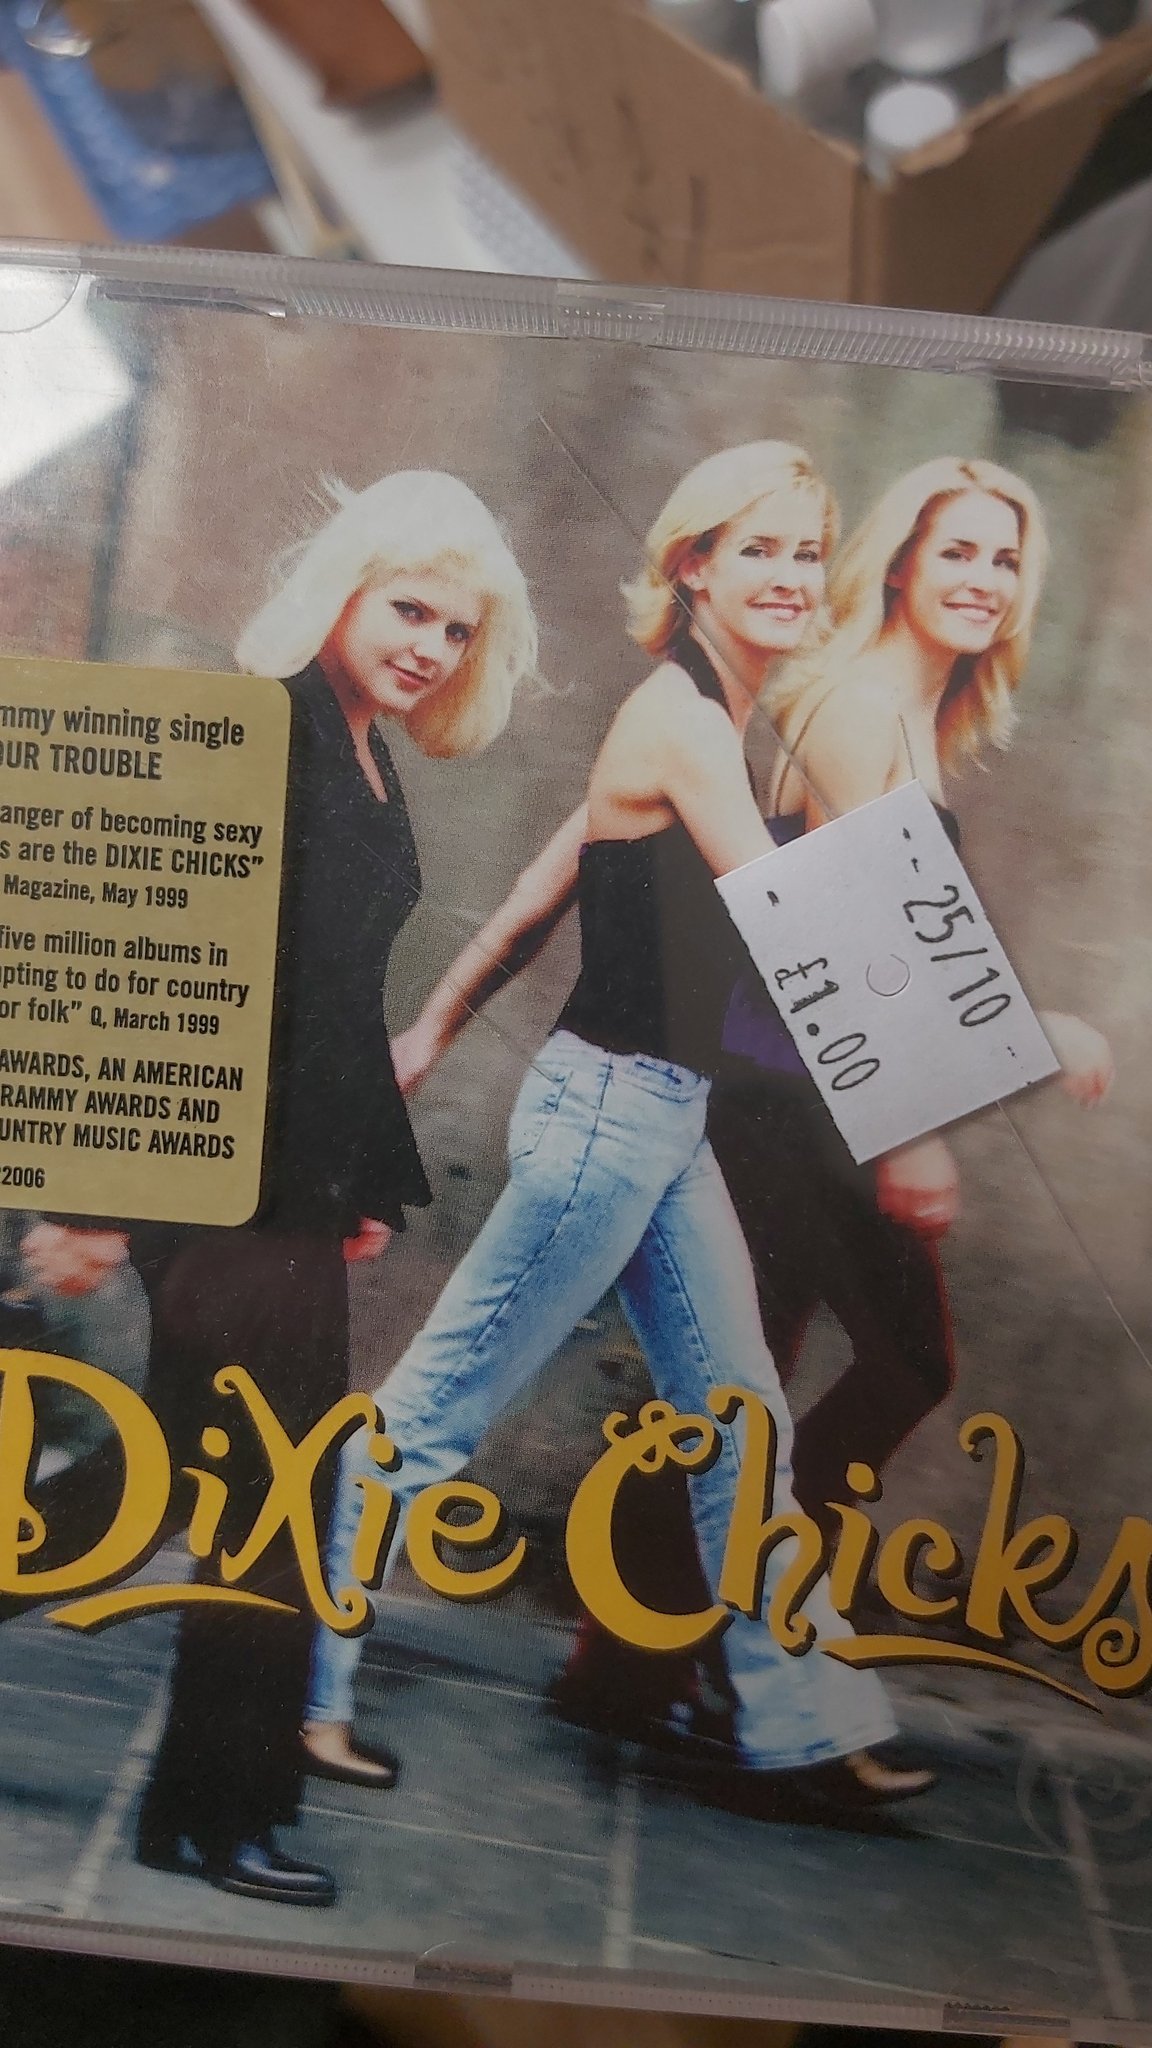 mmy winning single
OUR TROUBLE
anger of becoming sexy
s are the DIXIE CHICKS"
Magazine, May 1999
five million albums in
pting to do for country
or folk" Q, March 1999
AWARDS, AN AMERICAN
RAMMY AWARDS AND
UNTRY MUSIC AWARDS
2006
25/10
£1.00
Dixie Chicks